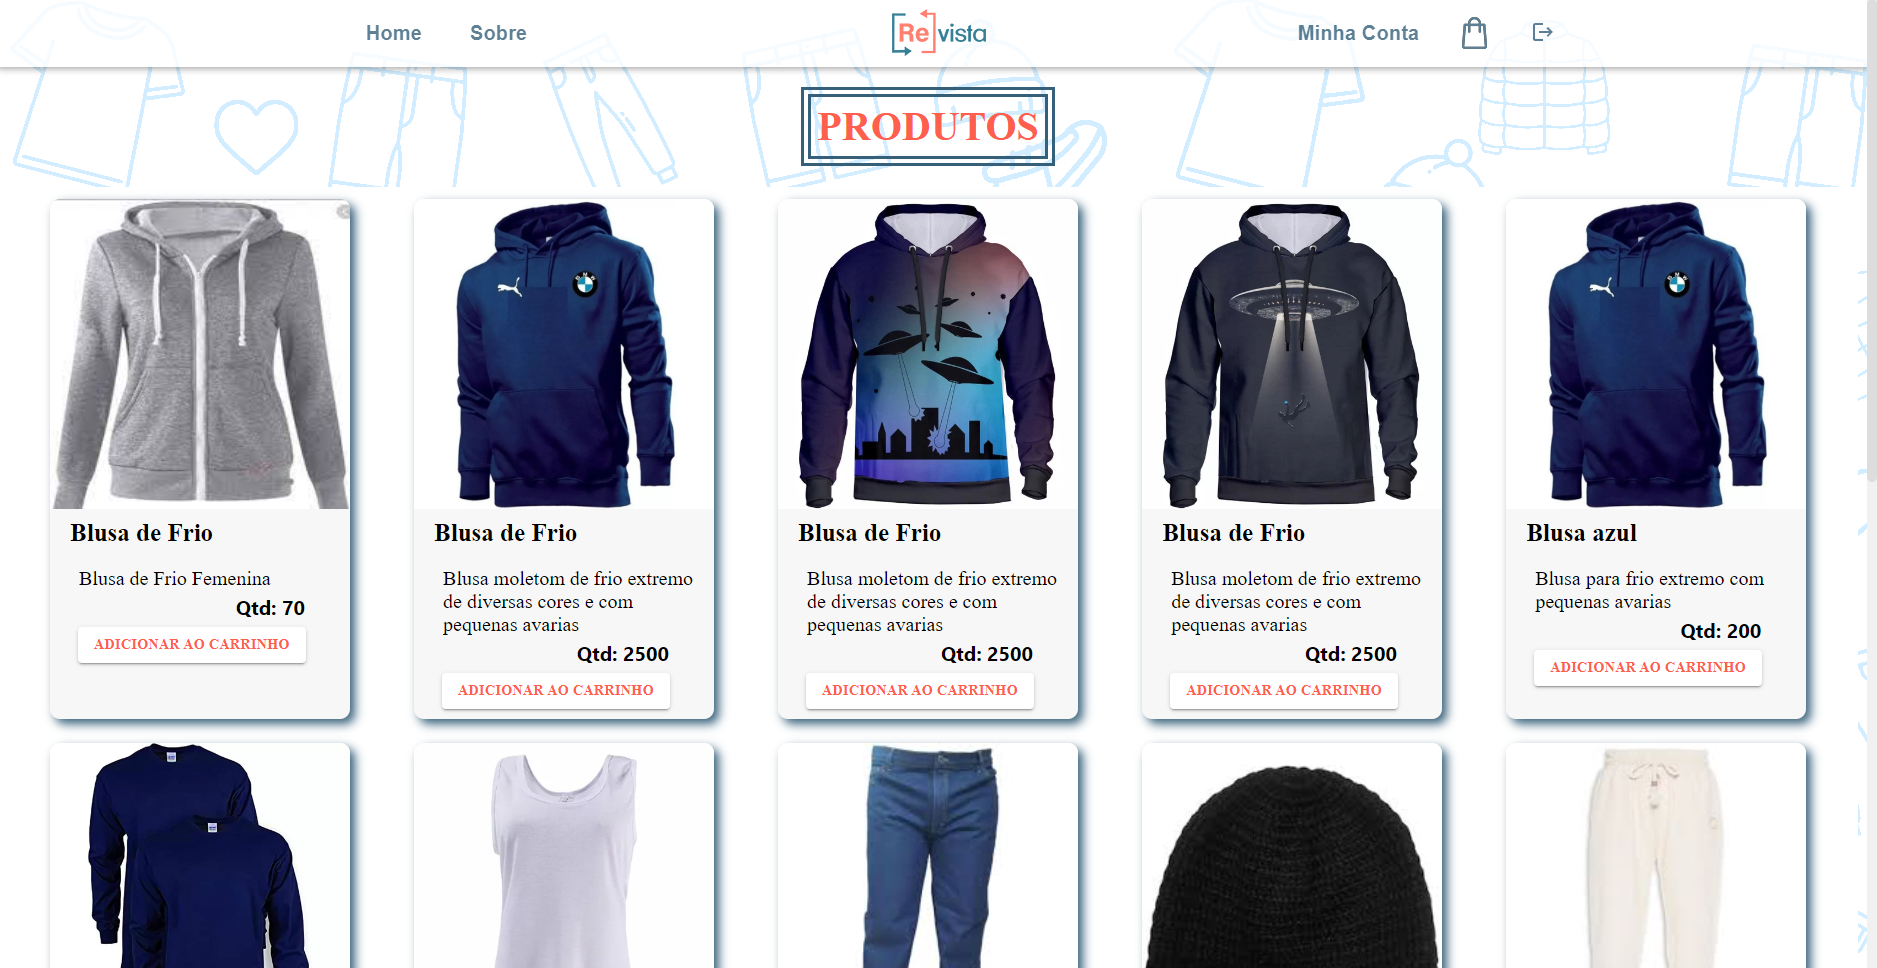 Home
Sobre
Revista
Minha Conta
PRODUTOS
Blusa de Frio
Blusa de Frio Femenina
Qtd: 70
ADICIONAR AO CARRINHO
Blusa de Frio
Blusa moletom de frio extremo
de diversas cores e com
pequenas avarias
Qtd: 2500
ADICIONAR AO CARRINHO
Blusa de Frio
Blusa moletom de frio extremo
de diversas cores e com
pequenas avarias
Qtd: 2500
ADICIONAR AO CARRINHO
Blusa de Frio
Blusa moletom de frio extremo
de diversas cores e com
pequenas avarias
Qtd: 2500
ADICIONAR AO CARRINHO
Blusa azul
Blusa para frio extremo com
pequenas avarias
Qtd: 200
ADICIONAR AO CARRINHO